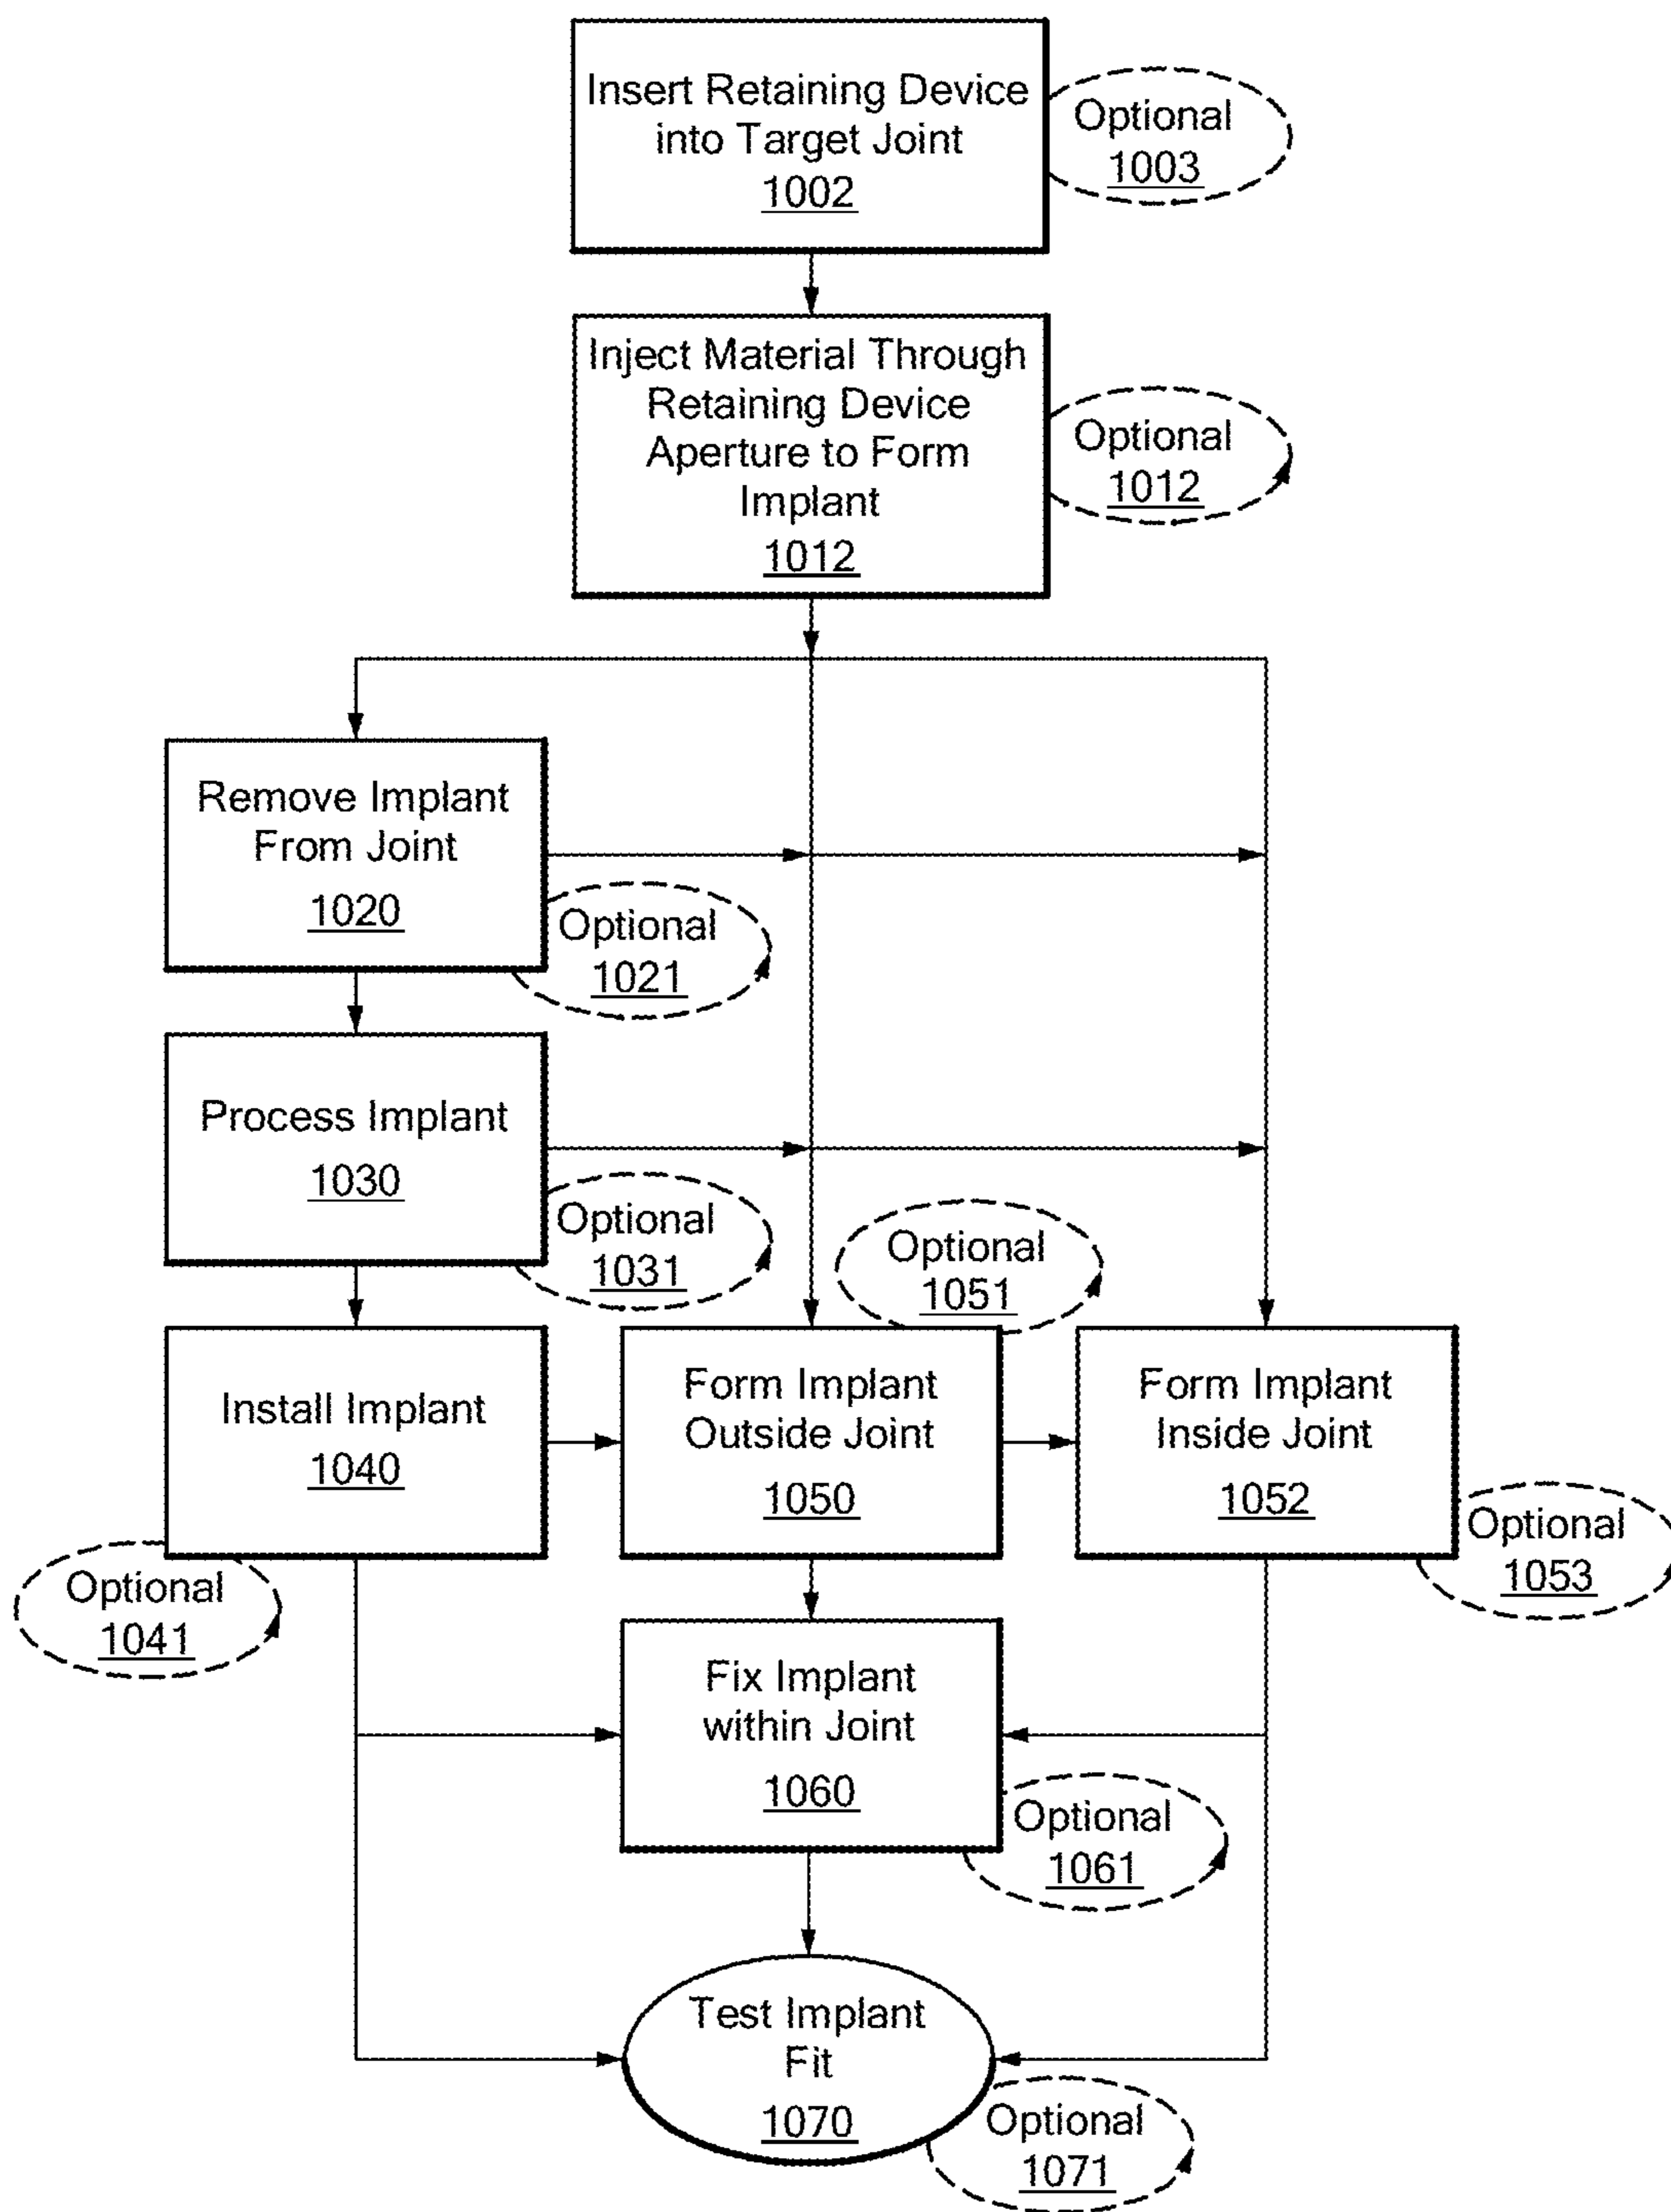 Insert Retaining Device
into Target Joint
1002
Optional
1003
Inject Material Through
Retaining Device
Aperture to Form
Implant
1012
Optional
1012
Remove Implant
From Joint
1020
Optional
1021
Process Implant
1030
Optional
1031
Optional
1051
Install Implant
1040
Optional
1041
Form Implant
Outside Joint
1050
Form Implant
Inside Joint
1052
Optional
1053
Fix Implant
within Joint
1060
Optional
1061
Test Implant
Fit
1070
Optional
1071